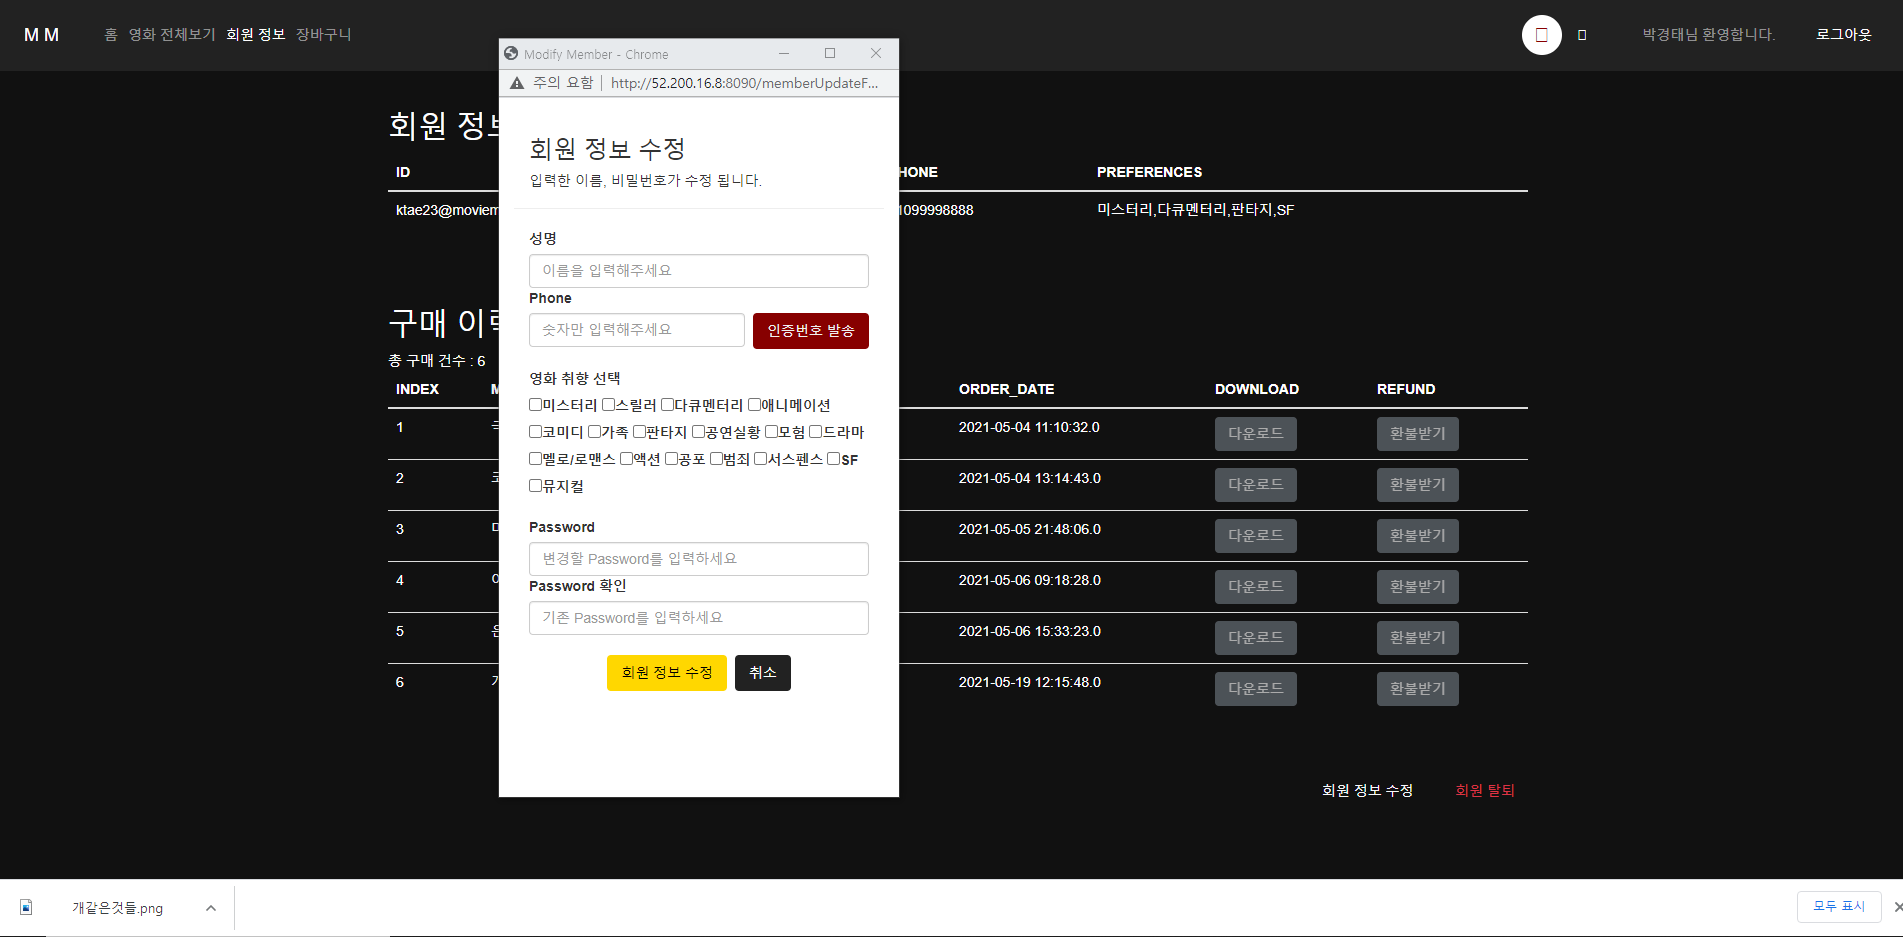 M M
홈 영화 전체보기 회원 정보 장바구니
박경태님 환영합니다.
로그아웃
Modify Member - Chrome
주의 요함 | http://52.200.16.8:8090/memberUpdateF...
회원 정보 수정
입력한 이름, 비밀번호가 수정 됩니다.
성명
이름을 입력해주세요
Phone
숫자만 입력해주세요
인증번호 발송
영화 취향 선택
미스터리 스릴러 다큐멘터리 애니메이션
코미디 가족 판타지 공연실황 모험 드라마
멜로/로맨스 액션 공포 범죄 서스펜스 SF
뮤지컬
Password
변경할 Password를 입력하세요
Password 확인
기존 Password를 입력하세요
회원 정보 수정 취소
회원 정보
ID HONE PREFERENCES
ktae23@moviem 1099998888 미스터리,다큐멘터리,판타지,SF
구매 이력
총 구매 건수 : 6
INDEX M ORDER_DATE DOWNLOAD REFUND
1 2021-05-04 11:10:32.0 다운로드 환불받기
2 2021-05-04 13:14:43.0 다운로드 환불받기
3 2021-05-05 21:48:06.0 다운로드 환불받기
4 2021-05-06 09:18:28.0 다운로드 환불받기
5 2021-05-06 15:33:23.0 다운로드 환불받기
6 2021-05-19 12:15:48.0 다운로드 환불받기
회원 정보 수정 회원 탈퇴
개같은것들.png
모두 표시